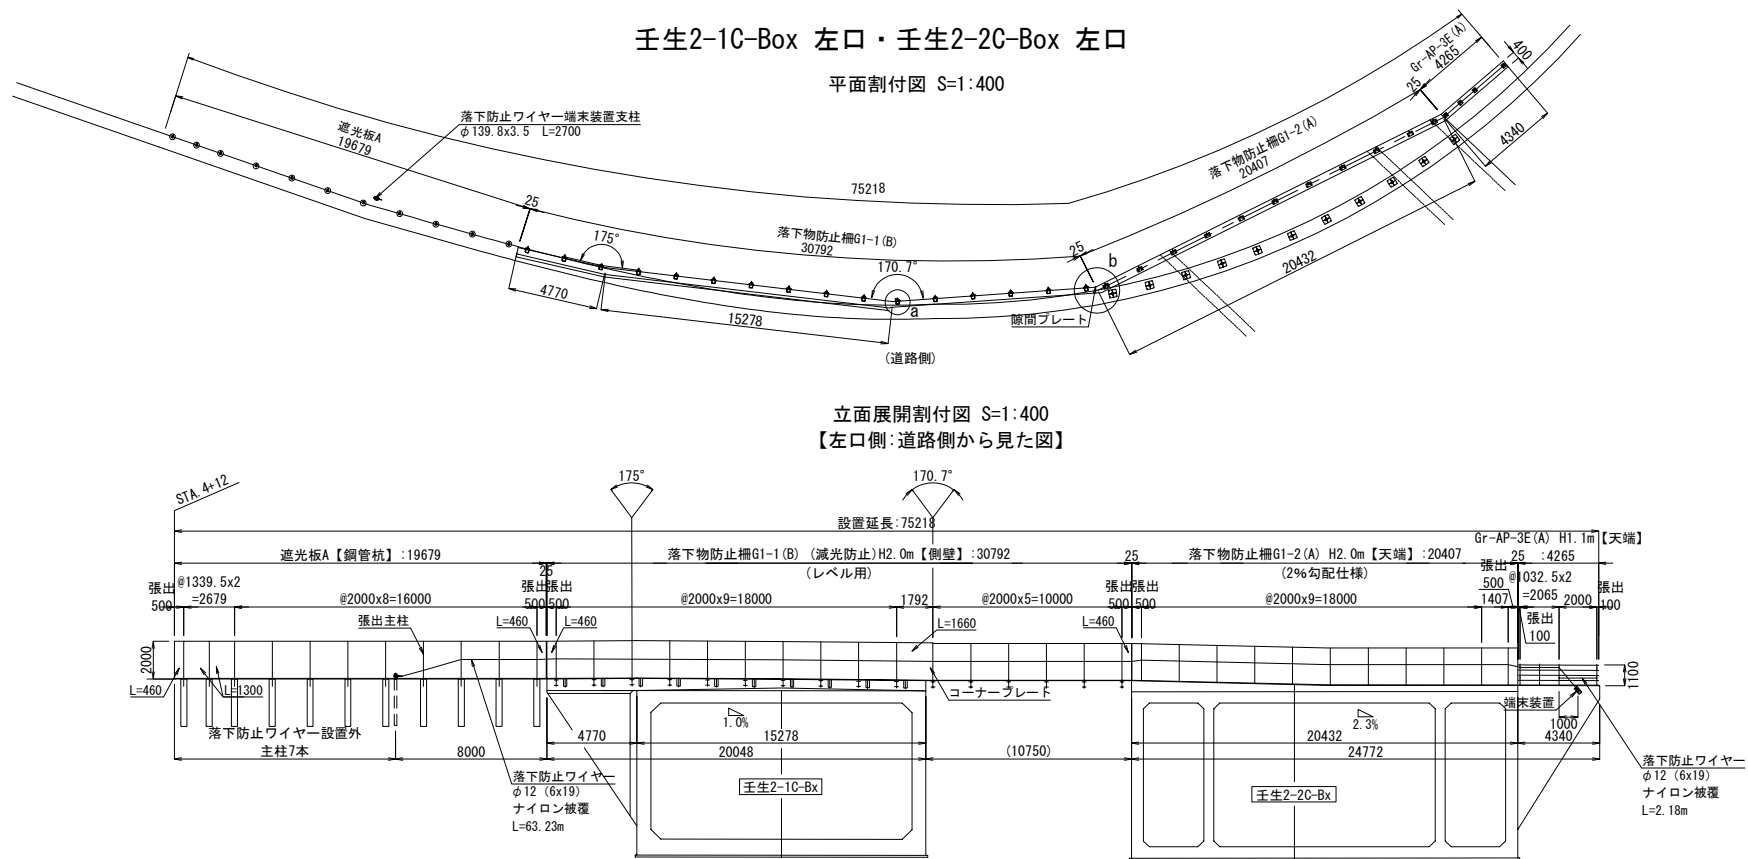 壬生2-1C-Box 左口・壬生2-2C-Box 左口
平面割付図 S=1:400
Gr-AP-3E(A)
4265
400
25
落下防止ワイヤー端末装置支柱
φ139.8x3.5 L=2700
遮光板A
19679
75218
落下物防止柵G1-2(A)
20407
4340
25
落下物防止柵G1-1(B)
30792
175°
170.7°
25
b
20432
4770
15278
a
隙間プレート
(道路側)
立面展開割付図 S=1:400
【左口側:道路側から見た図】
STA.4+12
175°
170.7°
設置延長:75218
遮光板A【鋼管杭】:19679
25
落下物防止柵G1-1(B) (減光防止)H2.0m【側壁】:30792
(レベル用)
25
落下物防止柵G1-2(A) H2.0m【天端】:20407
(2%勾配仕様)
Gr-AP-3E(A) H1.1m【天端】
25 :4265
張出
500
@1339.5x2
=2679
@2000x8=16000
張出
500
張出
500
@2000x9=18000
1792
@2000x5=10000
張出
500
張出
500
@2000x9=18000
1407
張出
500
@1032.5x2
=2065
2000
張出
100
張出
100
張出主柱
L=460
L=460
L=1660
L=460
2000
L=460
L=1300
コーナープレート
端末装置
1100
1000
落下防止ワイヤー設置外
主柱7本
8000
4770
15278
20048
(10750)
20432
24772
4340
1.0%
2.3%
壬生2-1C-Bx
壬生2-2C-Bx
落下防止ワイヤー
φ12 (6x19)
ナイロン被覆
L=63.23m
落下防止ワイヤー
φ12 (6x19)
ナイロン被覆
L=2.18m